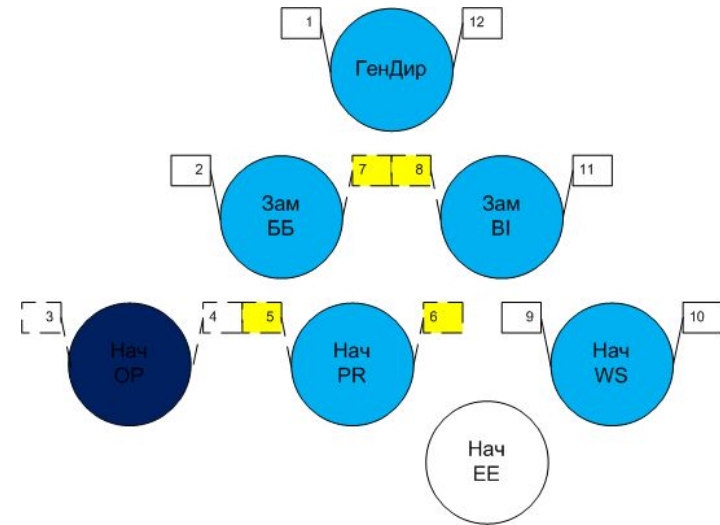 1 12
ГенДир
2 7 8 11
Зам
ББ
Зам
BI
3 4 5 6 9 10
Нач
OP
Нач
PR
Нач
WS
Нач
EE